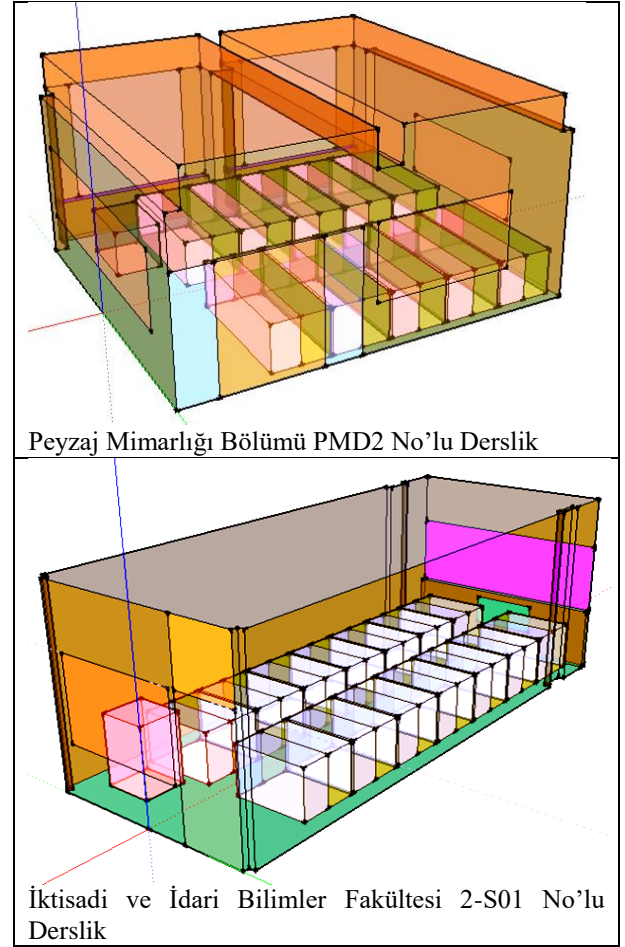 Peyzaj Mimarlığı Bölümü PMD2 No’lu Derslik
İktisadi ve İdari Bilimler Fakültesi 2-S01 No’lu
Derslik